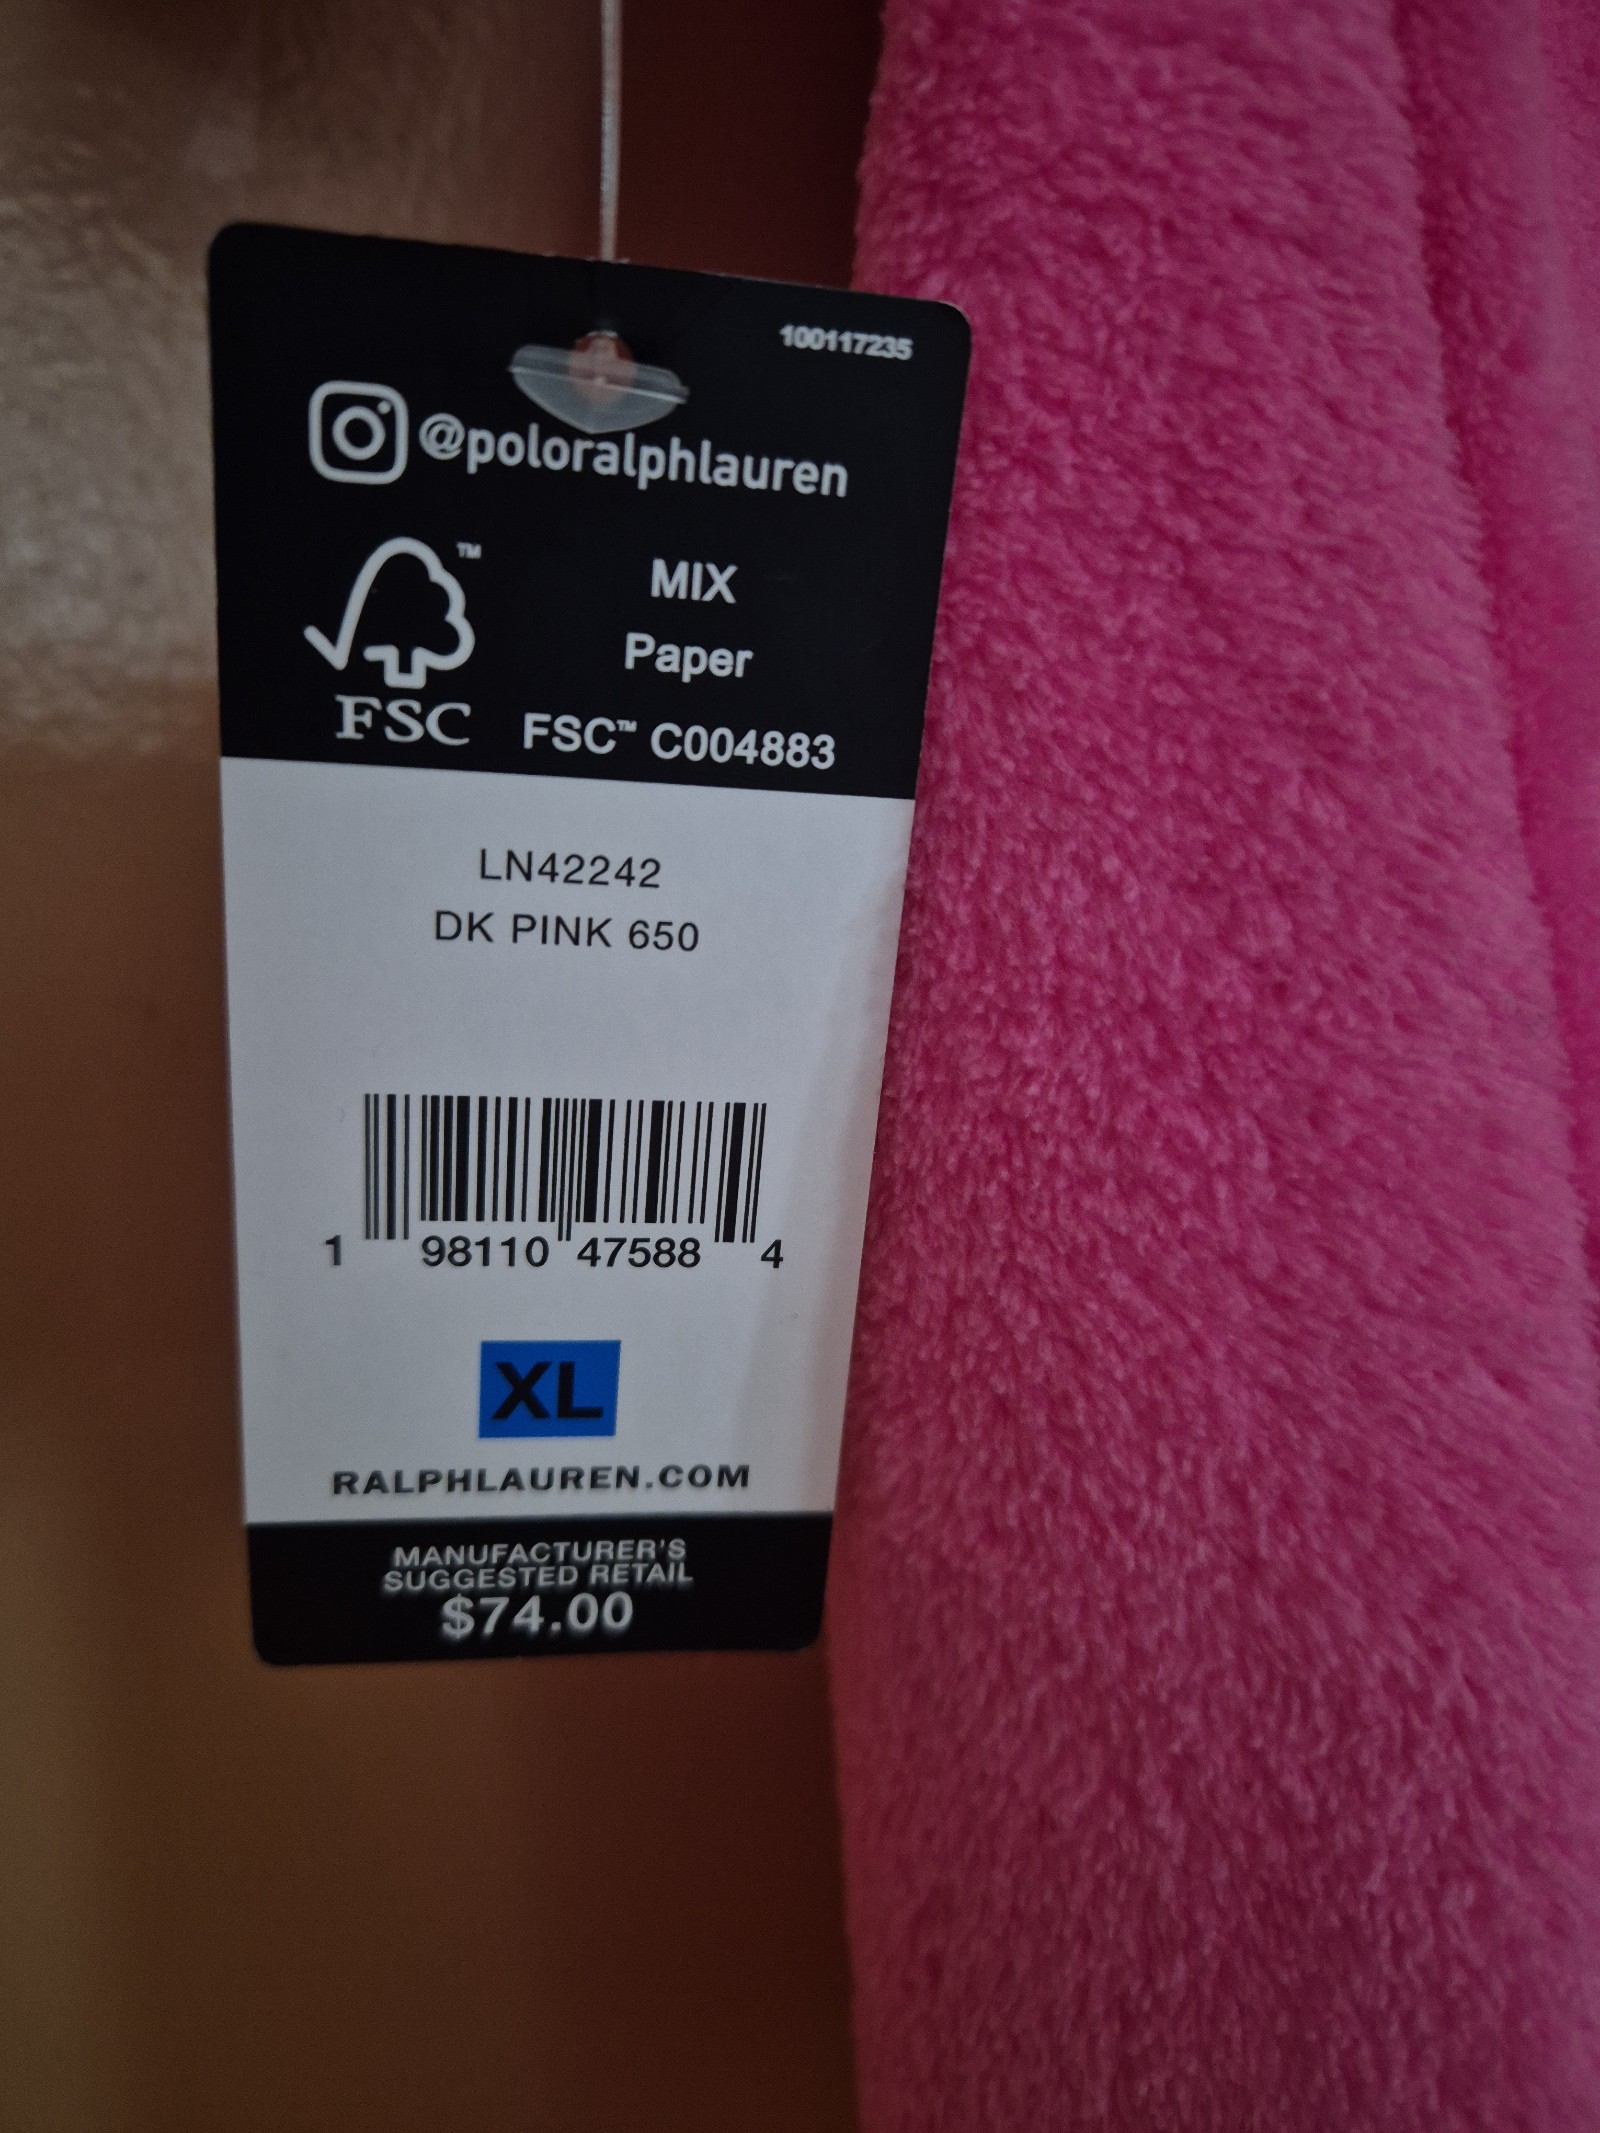 100117235
@poloralphlauren
™
MIX
Paper
FSC
FSC™ C004883
LN42242
DK PINK 650
1 98110 47588 4
XL
RALPHLAUREN.COM
MANUFACTURER'S
SUGGESTED RETAIL
$74.00